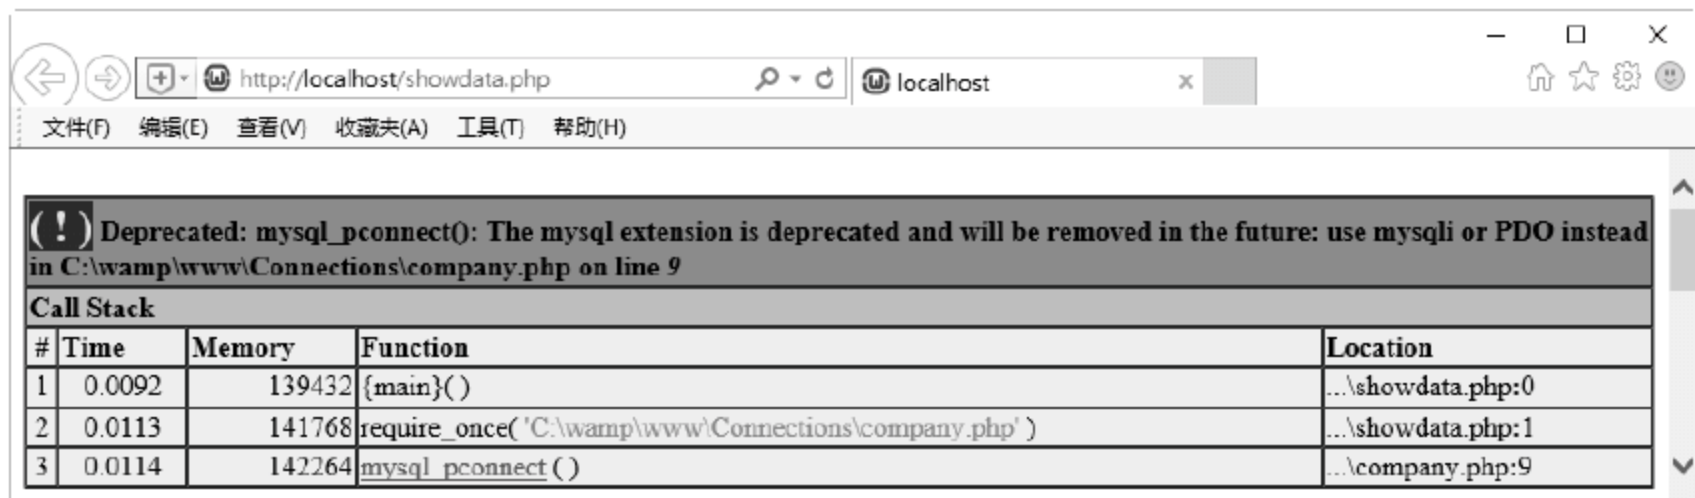 http://localhost/showdata.php
localhost
文件(F) 编辑(E) 查看(V) 收藏夹(A) 工具(T) 帮助(H)
( ! ) Deprecated: mysql_pconnect(): The mysql extension is deprecated and will be removed in the future: use mysqli or PDO instead
in C:\wamp\www\Connections\company.php on line 9
Call Stack
# Time Memory Function Location
1 0.0092 139432 {main}( ) ...\showdata.php:0
2 0.0113 141768 require_once( 'C:\wamp\www\Connections\company.php' ) ...\showdata.php:1
3 0.0114 142264 mysql_pconnect ( ) ...\company.php:9